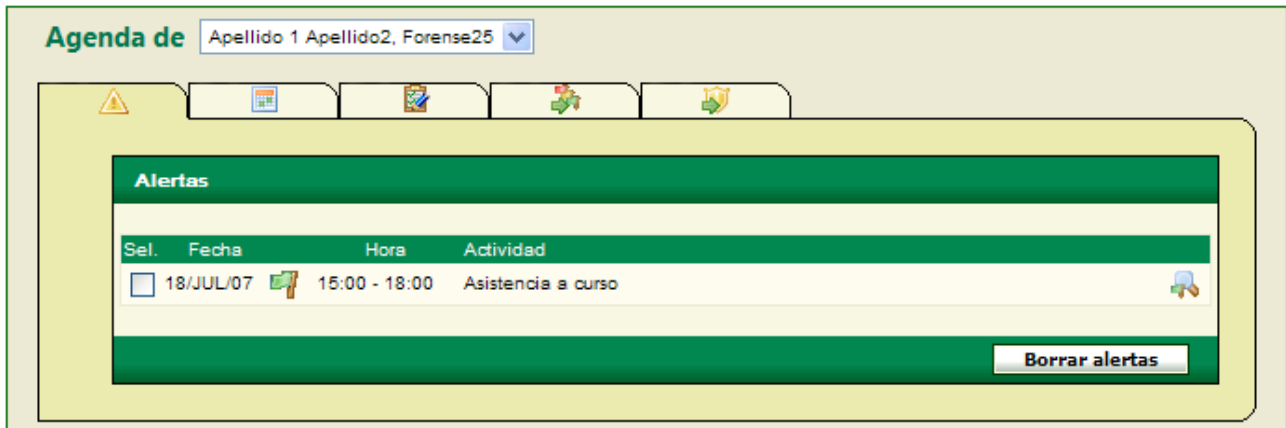 Agenda de Apellido 1 Apellido2, Forense25
Alertas
Sel. Fecha Hora Actividad
18/JUL/07 15:00 - 18:00 Asistencia a curso
Borrar alertas